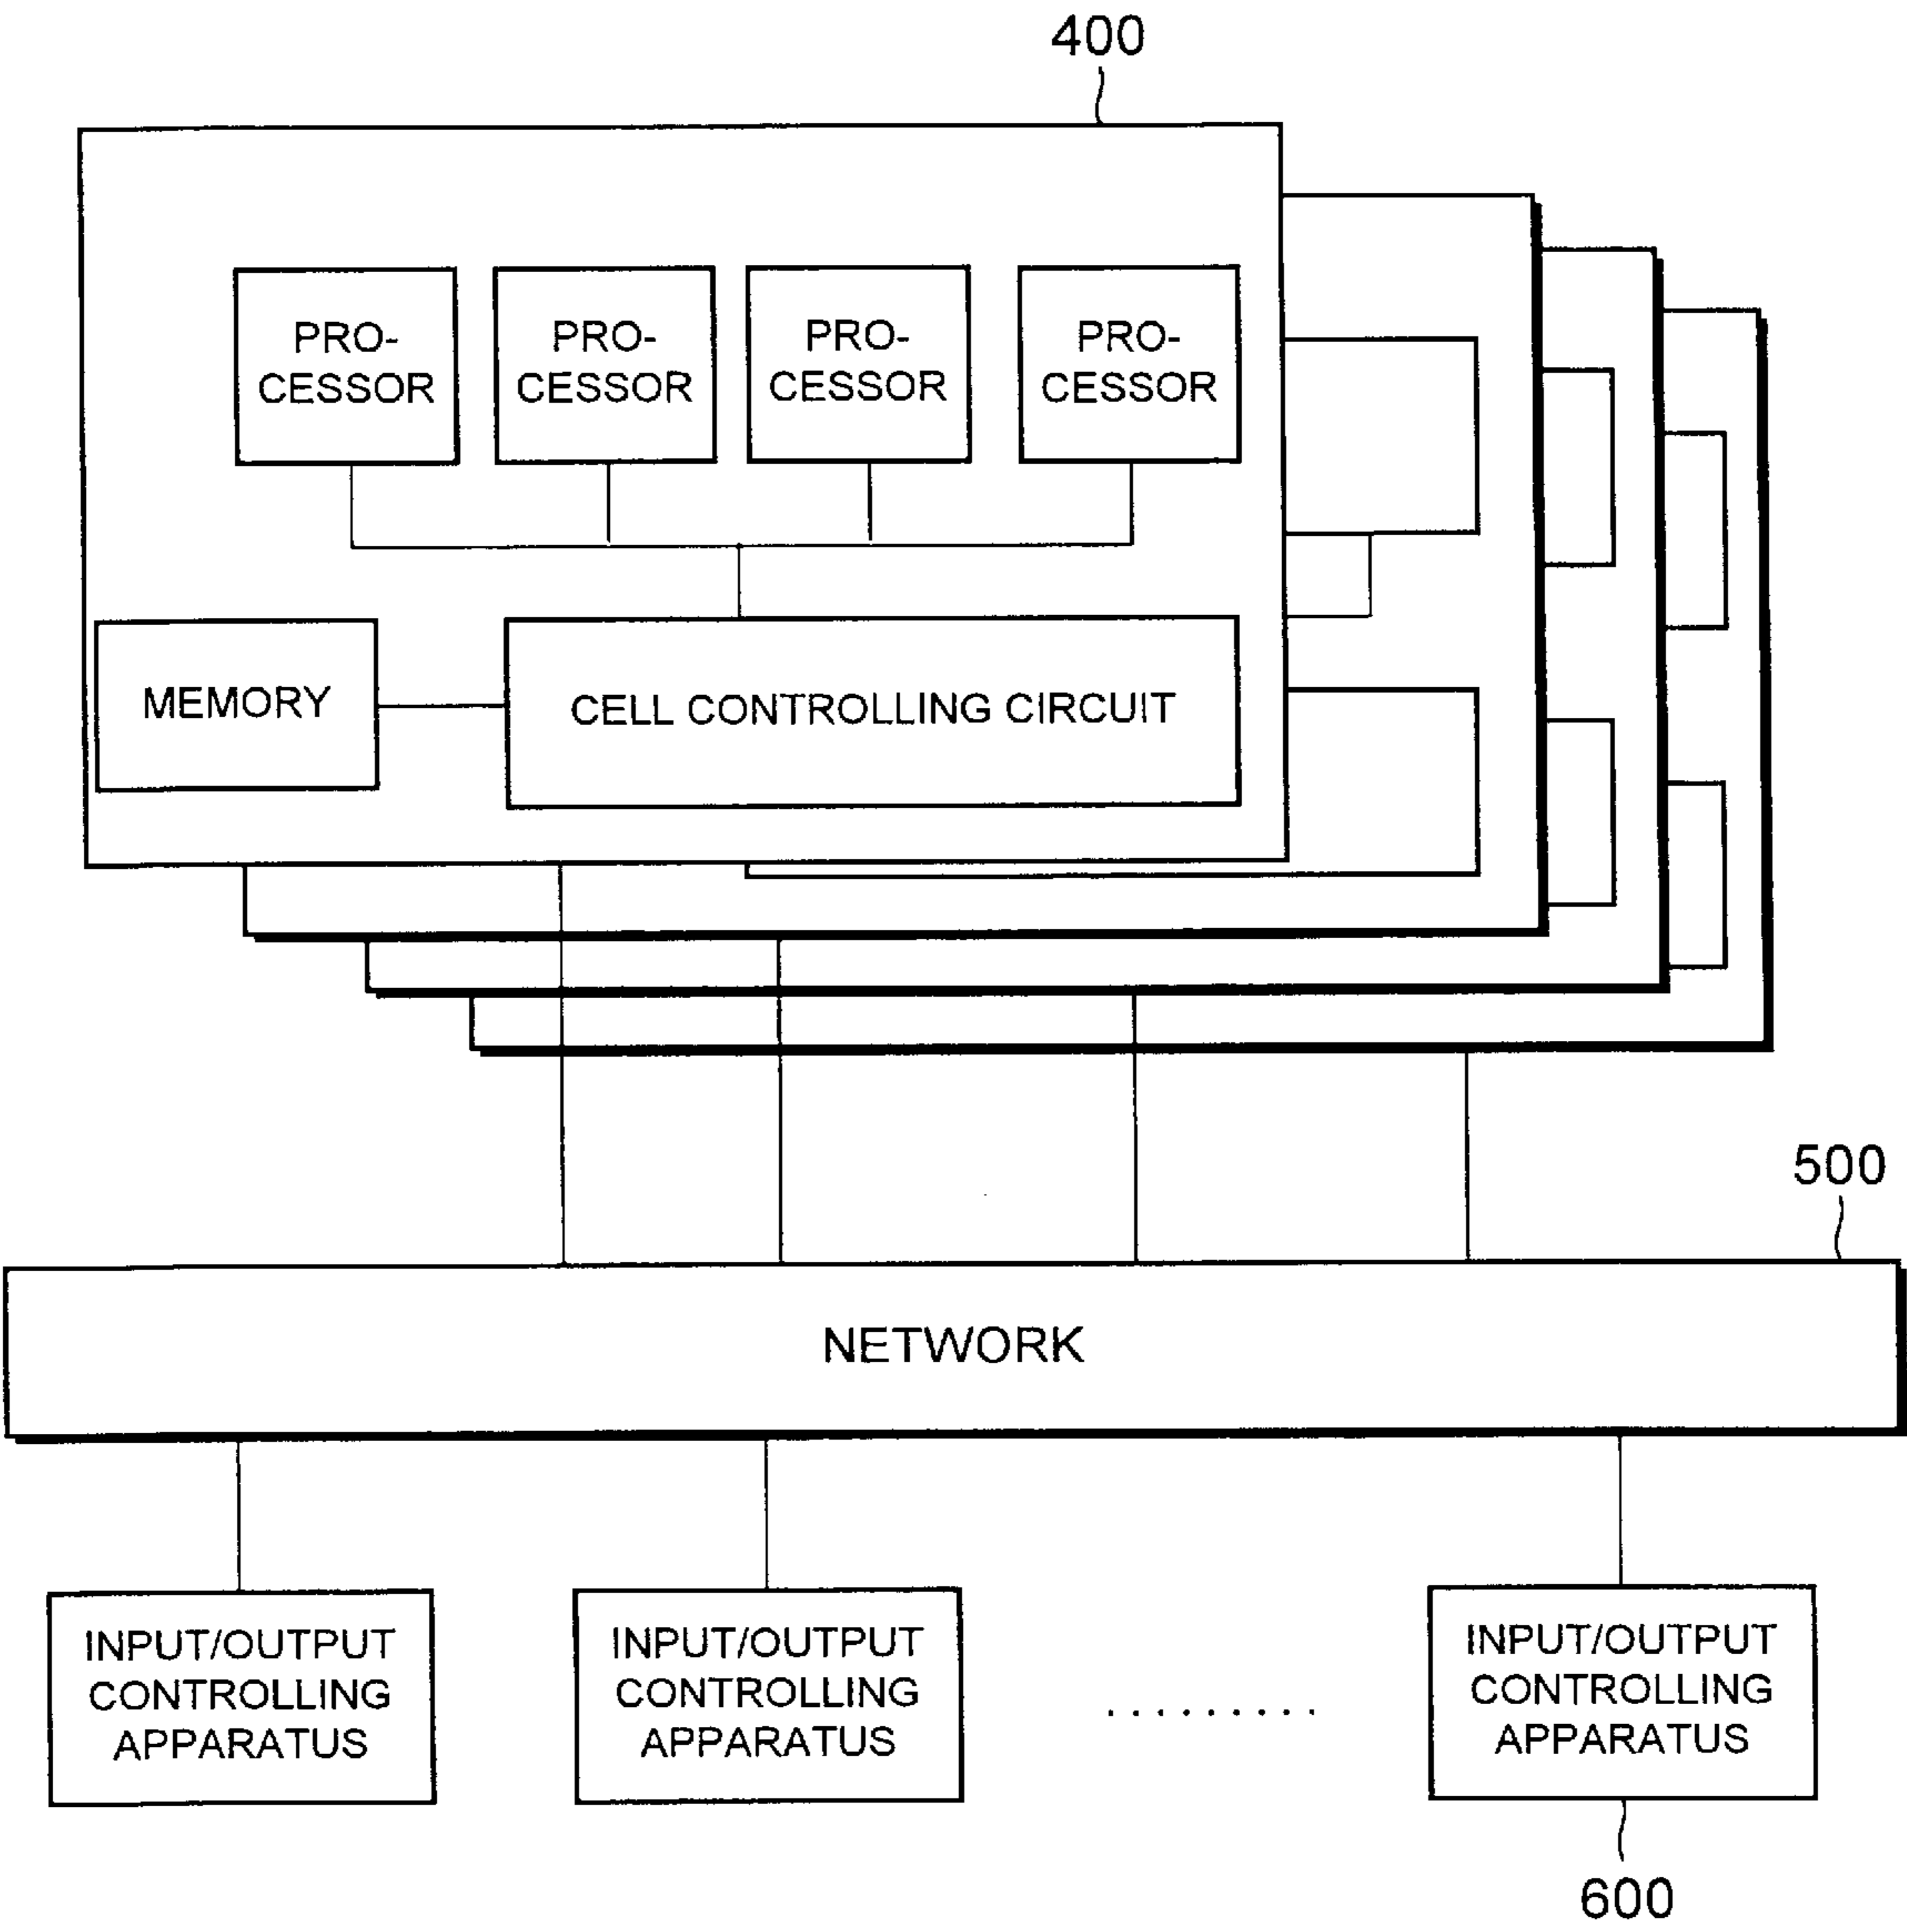 400
PRO-
CESSOR
PRO-
CESSOR
PRO-
CESSOR
PRO-
CESSOR
MEMORY
CELL CONTROLLING CIRCUIT
500
NETWORK
INPUT/OUTPUT
CONTROLLING
APPARATUS
INPUT/OUTPUT
CONTROLLING
APPARATUS
.........
INPUT/OUTPUT
CONTROLLING
APPARATUS
600